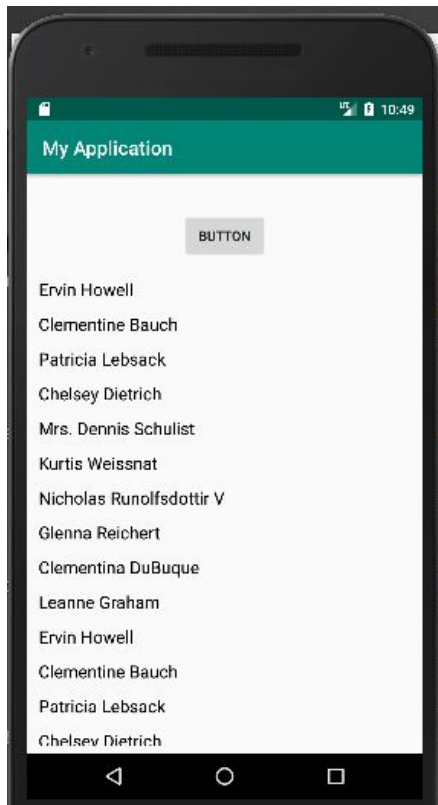 LTE 10:49
My Application
BUTTON
Ervin Howell
Clementine Bauch
Patricia Lebsack
Chelsey Dietrich
Mrs. Dennis Schulist
Kurtis Weissnat
Nicholas Runolfsdottir V
Glenna Reichert
Clementina DuBuque
Leanne Graham
Ervin Howell
Clementine Bauch
Patricia Lebsack
Chelsey Dietrich